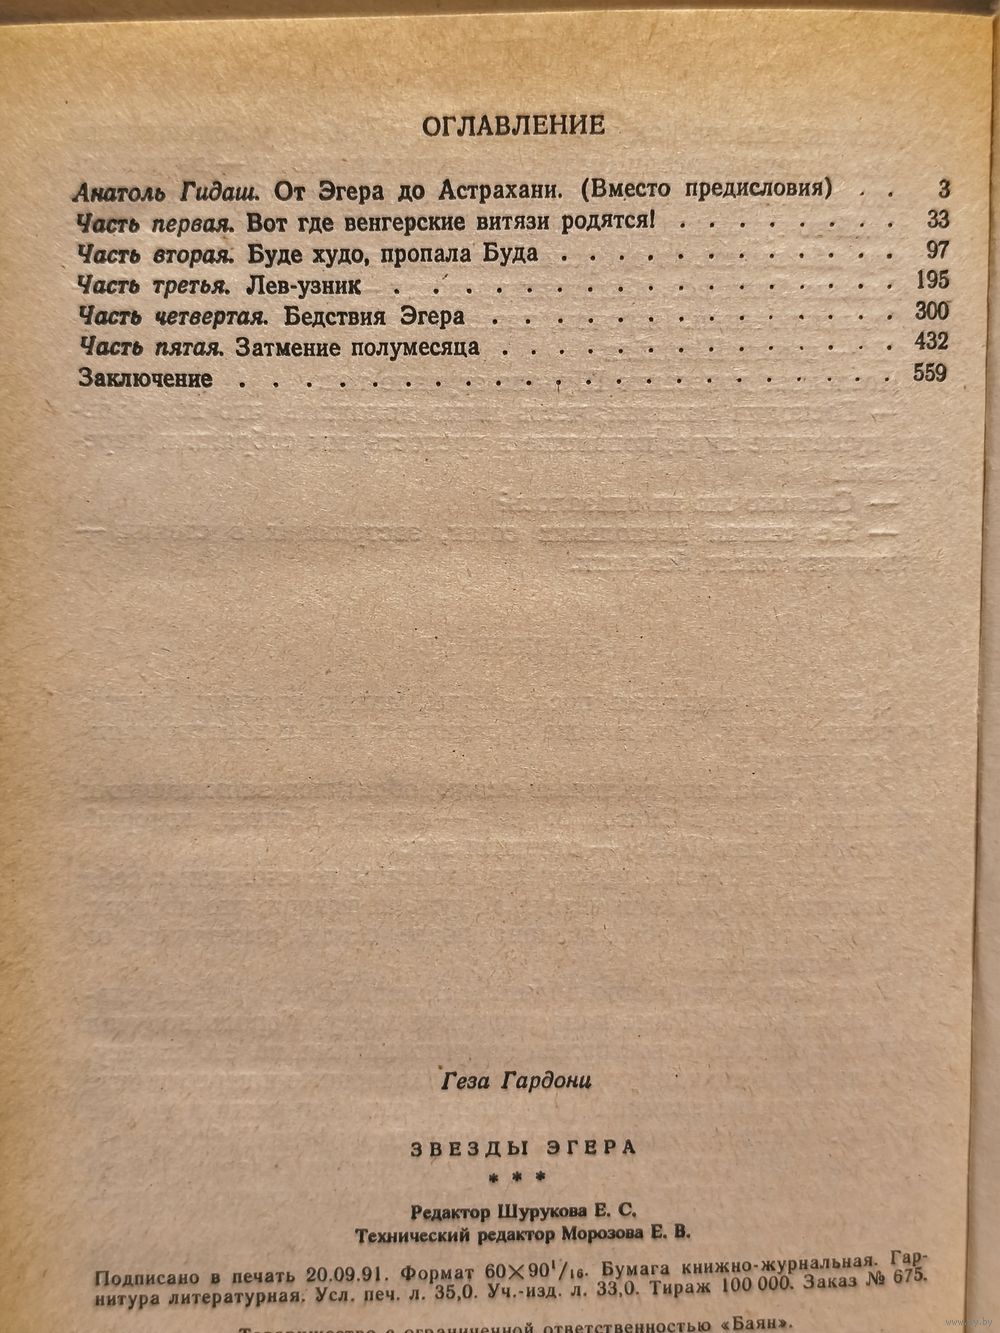 ОГЛАВЛЕНИЕ
Анатоль Гидаш. От Эгера до Астрахани. (Вместо предисловия) . . 3
Часть первая. Вот где венгерские витязи родятся! . . . . . . . 33
Часть вторая. Буде худо, пропала Буда . . . . . . . . . . . 97
Часть третья. Лев-узник . . . . . . . . . . . . . . . . 195
Часть четвертая. Бедствия Эгера . . . . . . . . . . . . . 300
Часть пятая. Затмение полумесяца . . . . . . . . . . . . . 432
Заключение . . . . . . . . . . . . . . . . . . . . 559
Геза Гардони
ЗВЕЗДЫ ЭГЕРА
* * *
Редактор Шурукова Е. С.
Технический редактор Морозова Е. В.
Подписано в печать 20.09.91. Формат 60×90¹/₁₆. Бумага книжно-журнальная. Гар-
нитура литературная. Усл. печ. л. 35,0. Уч.-изд. л. 33,0. Тираж 100 000. Заказ № 675.
Товарищество с ограниченной ответственностью «Баян».